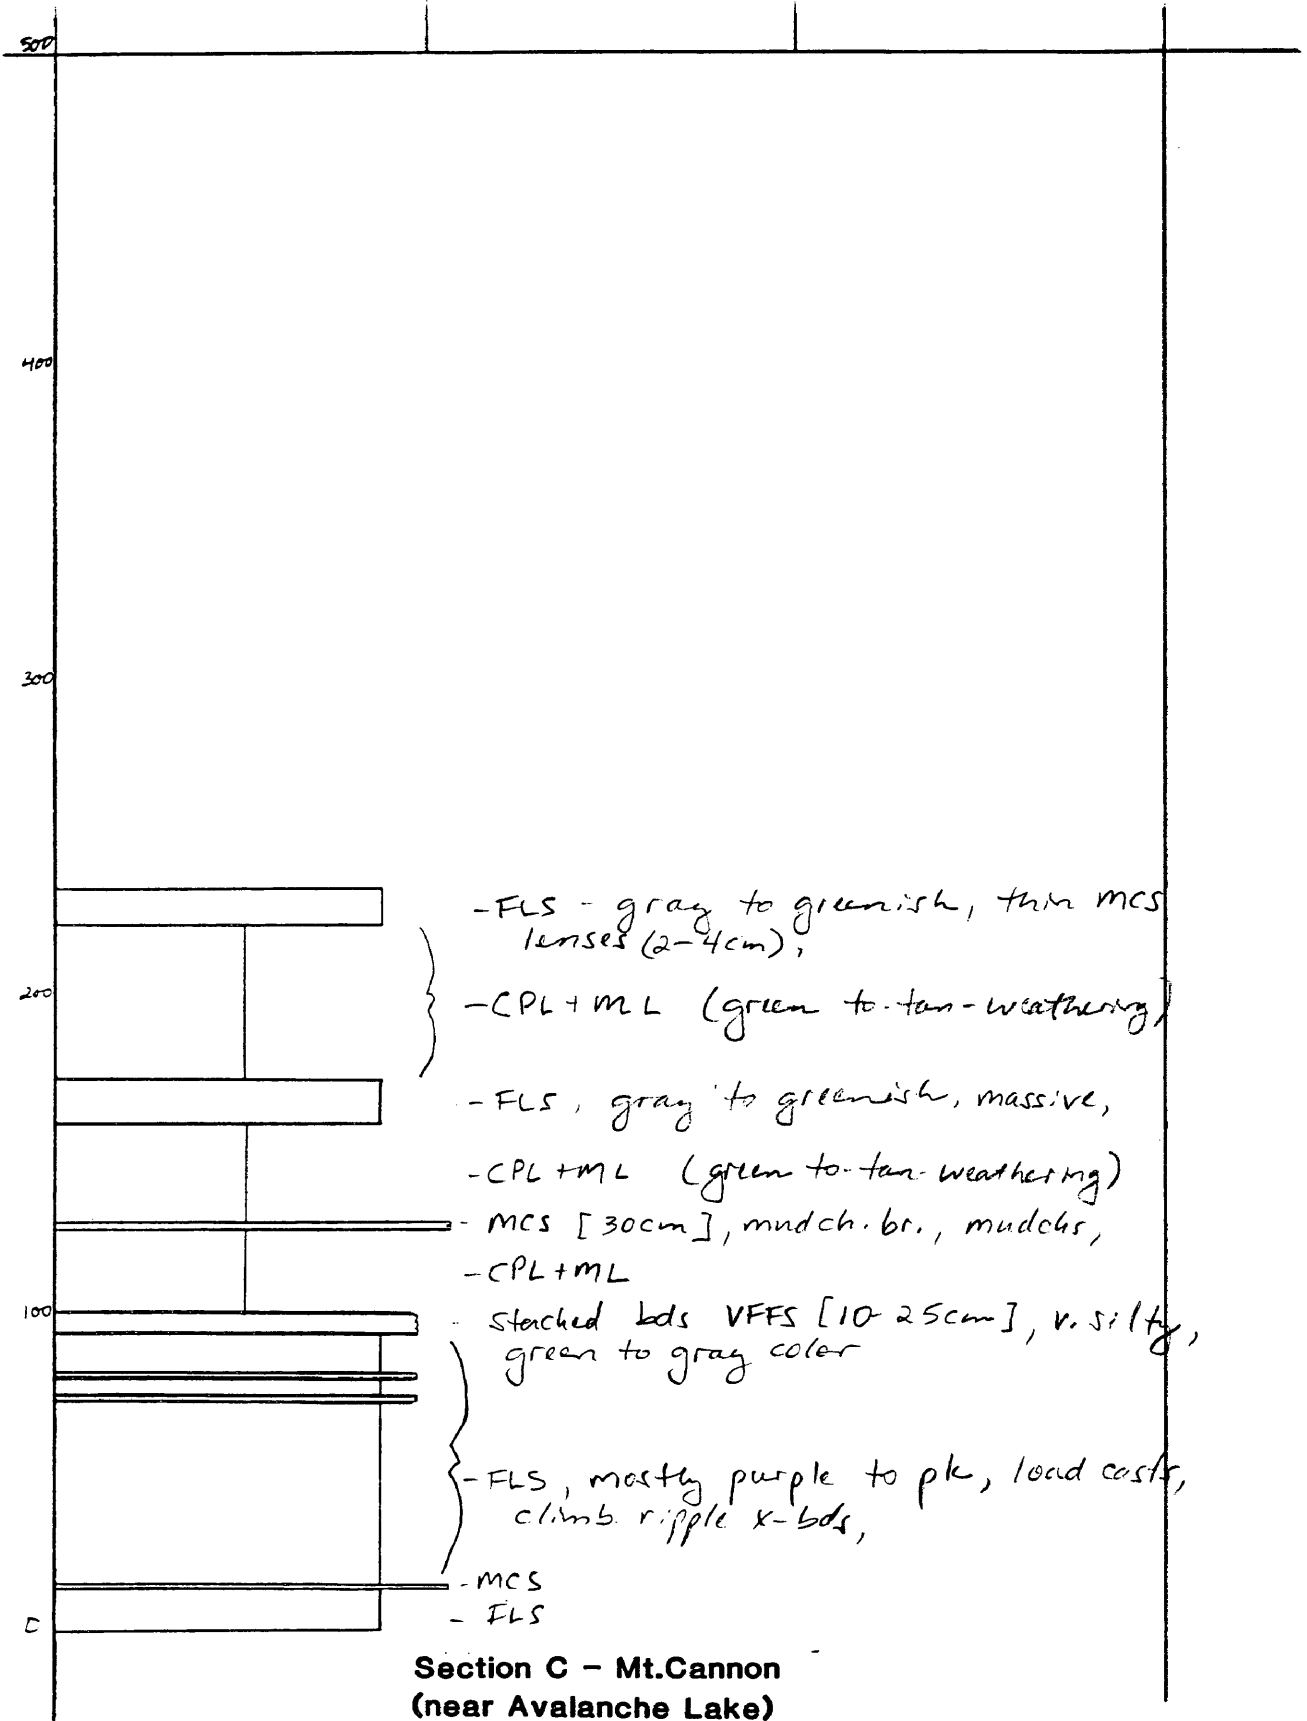 500
400
300
- FLS - gray to greenish, thin mcs
lenses (2-4cm),
200
- CPL + ML (green to-tan-weathering)
- FLS, gray to greenish, massive,
- CPL + ML (green to-tan-weathering)
- MCS [30cm], mudch. br., mudchs,
- CPL + ML
100
- Stacked bds VFFS [10-25cm], v. silty,
green to gray color
- FLS, mostly purple to pk, load casts,
climb. ripple x-bds,
- MCS
- FLS
Section C - Mt.Cannon
(near Avalanche Lake)